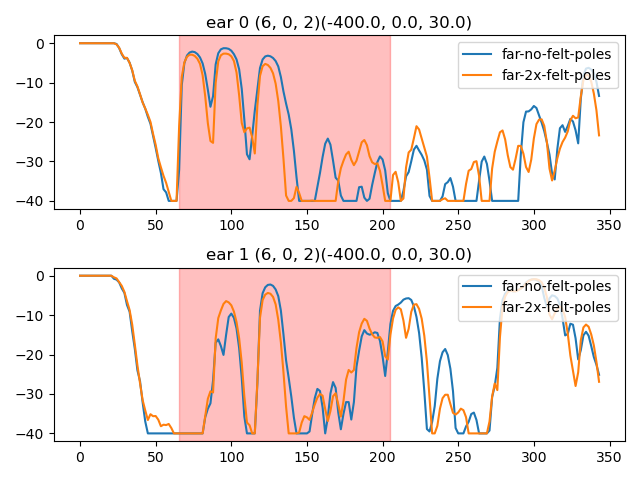 ear 0 (6, 0, 2)(-400.0, 0.0, 30.0)
0
−10
−20
−30
−40
far-no-felt-poles
far-2x-felt-poles
0 50 100 150 200 250 300 350
ear 1 (6, 0, 2)(-400.0, 0.0, 30.0)
0
−10
−20
−30
−40
far-no-felt-poles
far-2x-felt-poles
0 50 100 150 200 250 300 350